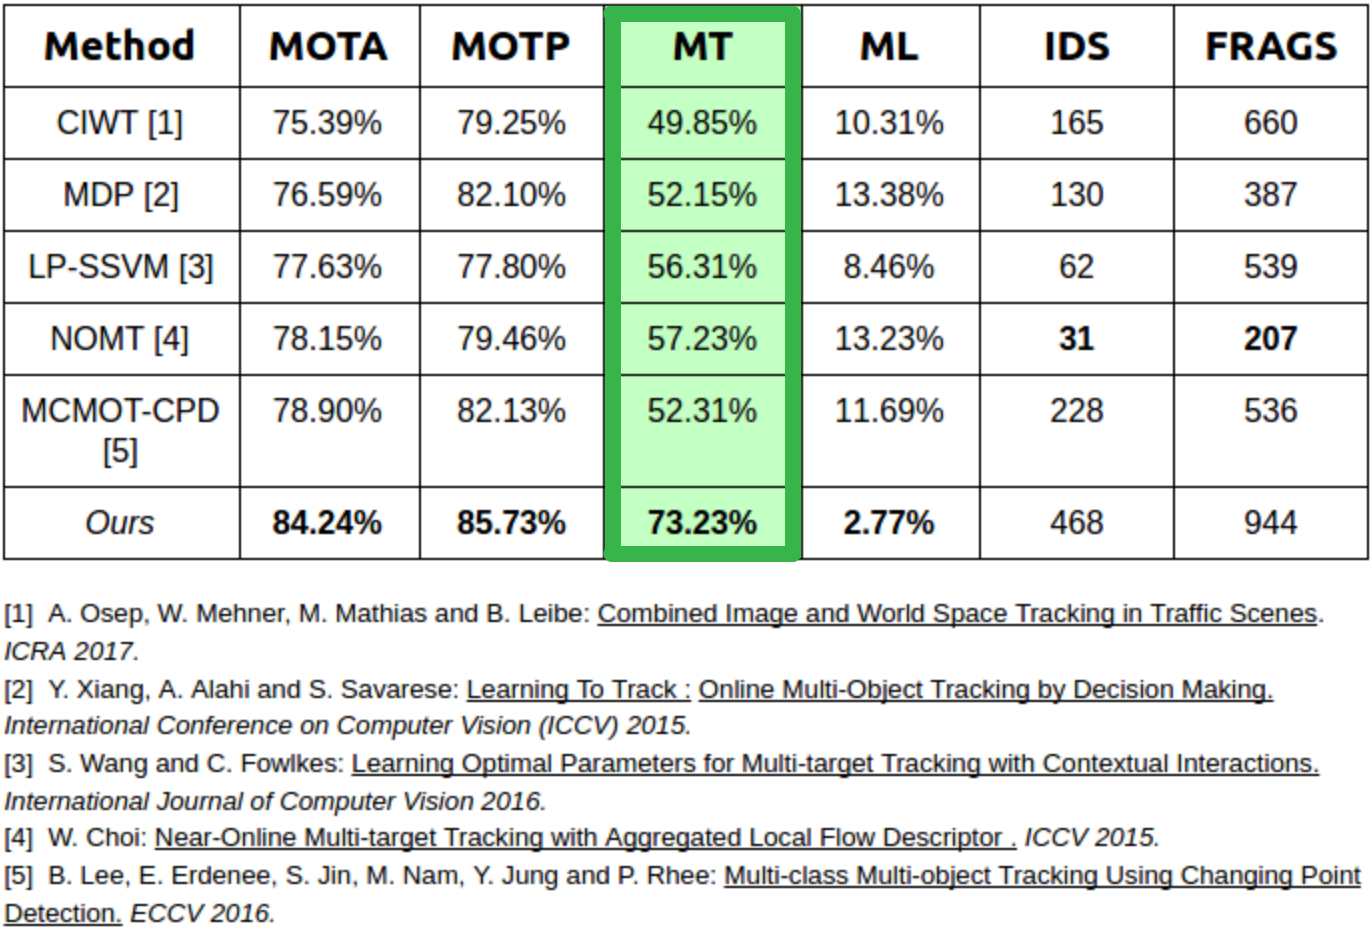 Method MOTA MOTP MT ML IDS FRAGS
CIWT [1] 75.39% 79.25% 49.85% 10.31% 165 660
MDP [2] 76.59% 82.10% 52.15% 13.38% 130 387
LP-SSVM [3] 77.63% 77.80% 56.31% 8.46% 62 539
NOMT [4] 78.15% 79.46% 57.23% 13.23% 31 207
MCMOT-CPD 78.90% 82.13% 52.31% 11.69% 228 536
[5]
Ours 84.24% 85.73% 73.23% 2.77% 468 944
[1] A. Osep, W. Mehner, M. Mathias and B. Leibe: Combined Image and World Space Tracking in Traffic Scenes.
ICRA 2017.
[2] Y. Xiang, A. Alahi and S. Savarese: Learning To Track : Online Multi-Object Tracking by Decision Making.
International Conference on Computer Vision (ICCV) 2015.
[3] S. Wang and C. Fowlkes: Learning Optimal Parameters for Multi-target Tracking with Contextual Interactions.
International Journal of Computer Vision 2016.
[4] W. Choi: Near-Online Multi-target Tracking with Aggregated Local Flow Descriptor . ICCV 2015.
[5] B. Lee, E. Erdenee, S. Jin, M. Nam, Y. Jung and P. Rhee: Multi-class Multi-object Tracking Using Changing Point
Detection. ECCV 2016.